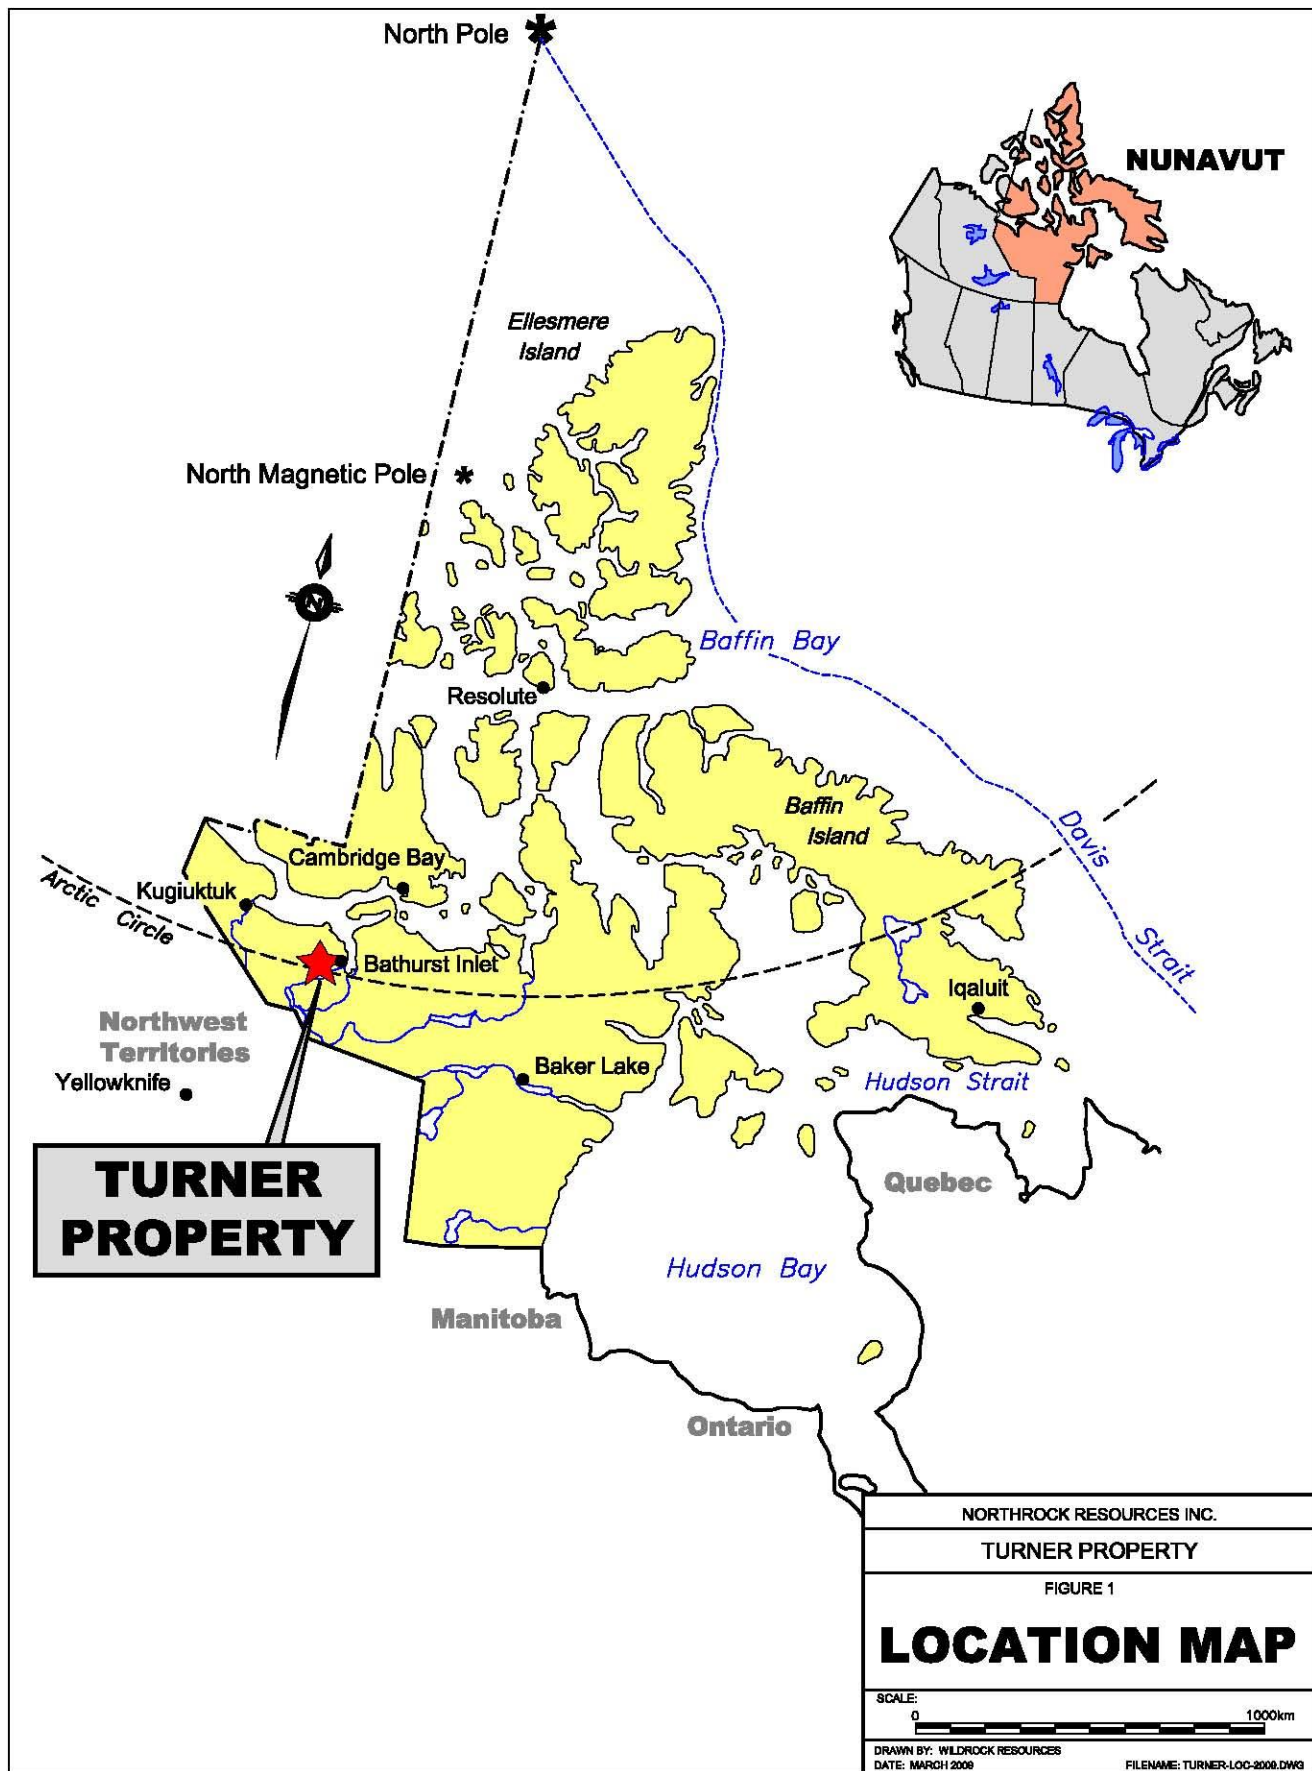 North Pole
NUNAVUT
Ellesmere
Island
North Magnetic Pole
N
Baffin Bay
Resolute
Baffin
Island
Davis
Strait
Cambridge Bay
Kugiuktuk
Arctic Circle
Bathurst Inlet
Iqaluit
Northwest
Territories
Yellowknife
Baker Lake
Hudson Strait
TURNER
PROPERTY
Quebec
Hudson Bay
Manitoba
Ontario
NORTHROCK RESOURCES INC.
TURNER PROPERTY
FIGURE 1
LOCATION MAP
SCALE:
0 1000km
DRAWN BY: WILDROCK RESOURCES
DATE: MARCH 2009 FILENAME: TURNER-LOC-2009.DWG